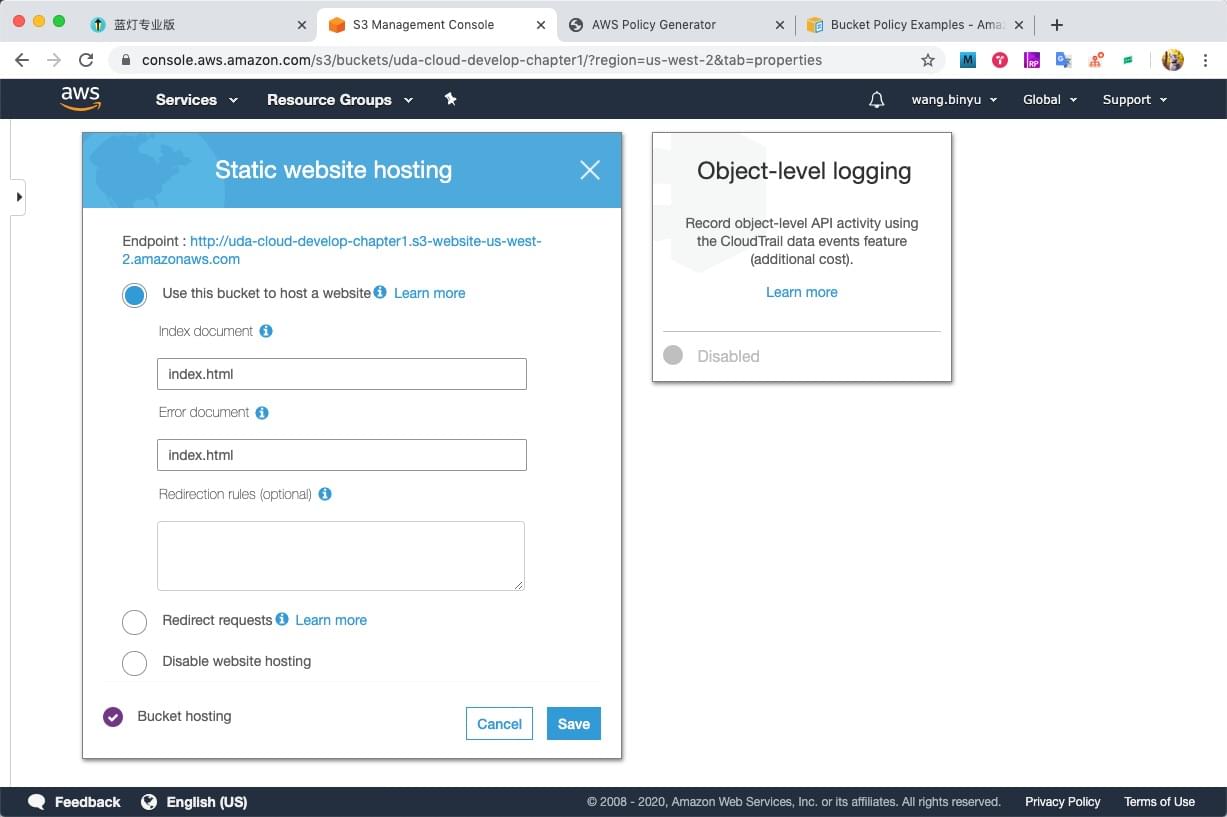 蓝灯专业版
S3 Management Console
AWS Policy Generator
Bucket Policy Examples - Ama
console.aws.amazon.com/s3/buckets/uda-cloud-develop-chapter1/?region=us-west-2&tab=properties
aws
Services
Resource Groups
wang.binyu
Global
Support
Static website hosting
Endpoint : http://uda-cloud-develop-chapter1.s3-website-us-west-
2.amazonaws.com
Use this bucket to host a website Learn more
Index document
index.html
Error document
index.html
Redirection rules (optional)
Redirect requests Learn more
Disable website hosting
Bucket hosting
Cancel
Save
Object-level logging
Record object-level API activity using
the CloudTrail data events feature
(additional cost).
Learn more
Disabled
Feedback
English (US)
© 2008 - 2020, Amazon Web Services, Inc. or its affiliates. All rights reserved.
Privacy Policy
Terms of Use